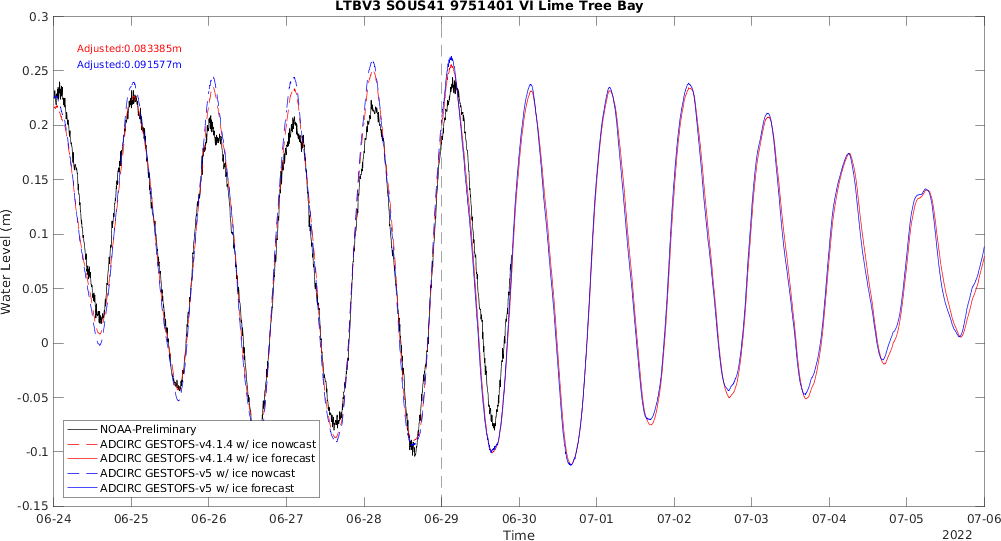 LTBV3 SOUS41 9751401 VI Lime Tree Bay
Adjusted:0.083385m
Adjusted:0.091577m
0.3
0.25
0.2
0.15
0.1
0.05
0
-0.05
-0.1
-0.15
Water Level (m)
NOAA-Preliminary
ADCIRC GESTOFS-v4.1.4 w/ ice nowcast
ADCIRC GESTOFS-v4.1.4 w/ ice forecast
ADCIRC GESTOFS-v5 w/ ice nowcast
ADCIRC GESTOFS-v5 w/ ice forecast
06-24 06-25 06-26 06-27 06-28 06-29 06-30 07-01 07-02 07-03 07-04 07-05 07-06
Time
2022